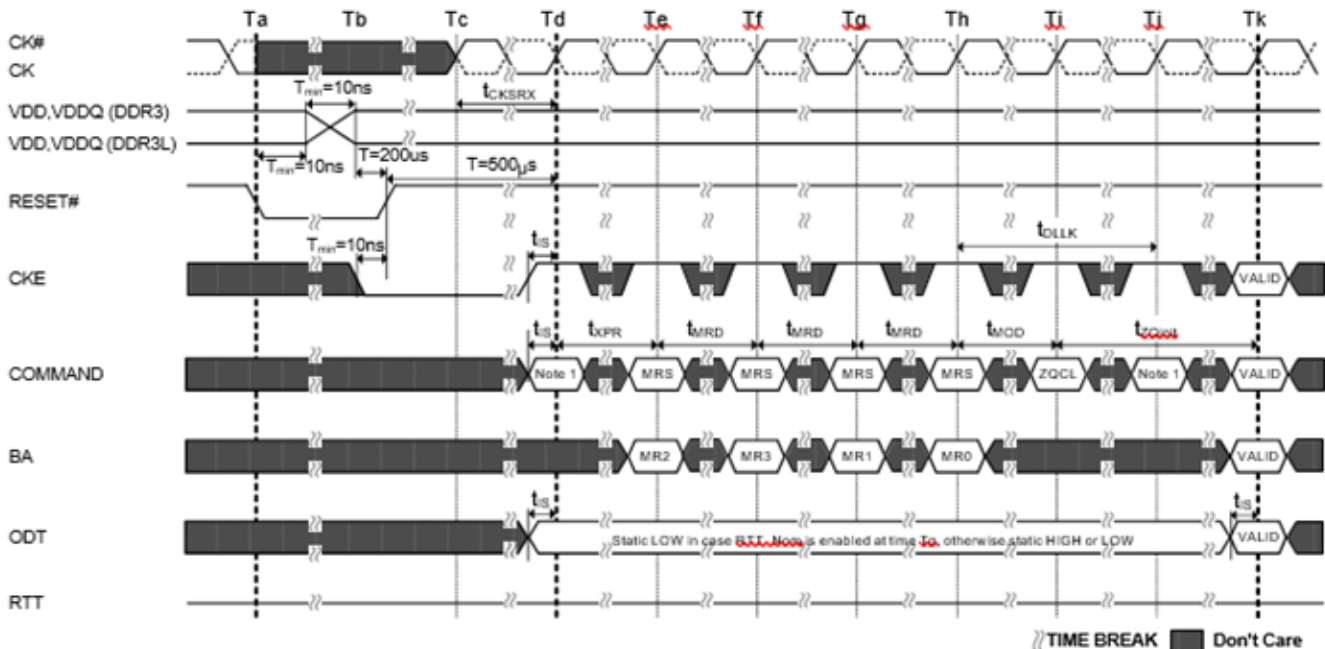 Ta Tb Tc Td Te Tf Tg Th Ti Tj Tk
CK#
CK
Tmin=10ns
tCKSRX
VDD,VDDQ (DDR3)
VDD,VDDQ (DDR3L)
Tmin=10ns
T=200us
T=500µs
RESET#
Tmin=10ns
tIS
tDLLK
CKE
VALID
tIS tXPR tMRD tMRD tMRD tMOD tZQinit
COMMAND
Note 1 MRS MRS MRS MRS ZQCL Note 1 VALID
BA
MR2 MR3 MR1 MR0 VALID
tIS
tIS
ODT
Static LOW in case RTT_Nom is enabled at time Tg, otherwise static HIGH or LOW
VALID
RTT
TIME BREAK
Don't Care